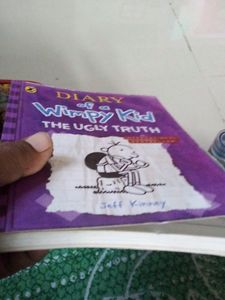 DIARY
of a
Wimpy Kid
THE UGLY TRUTH
Jeff Kinney